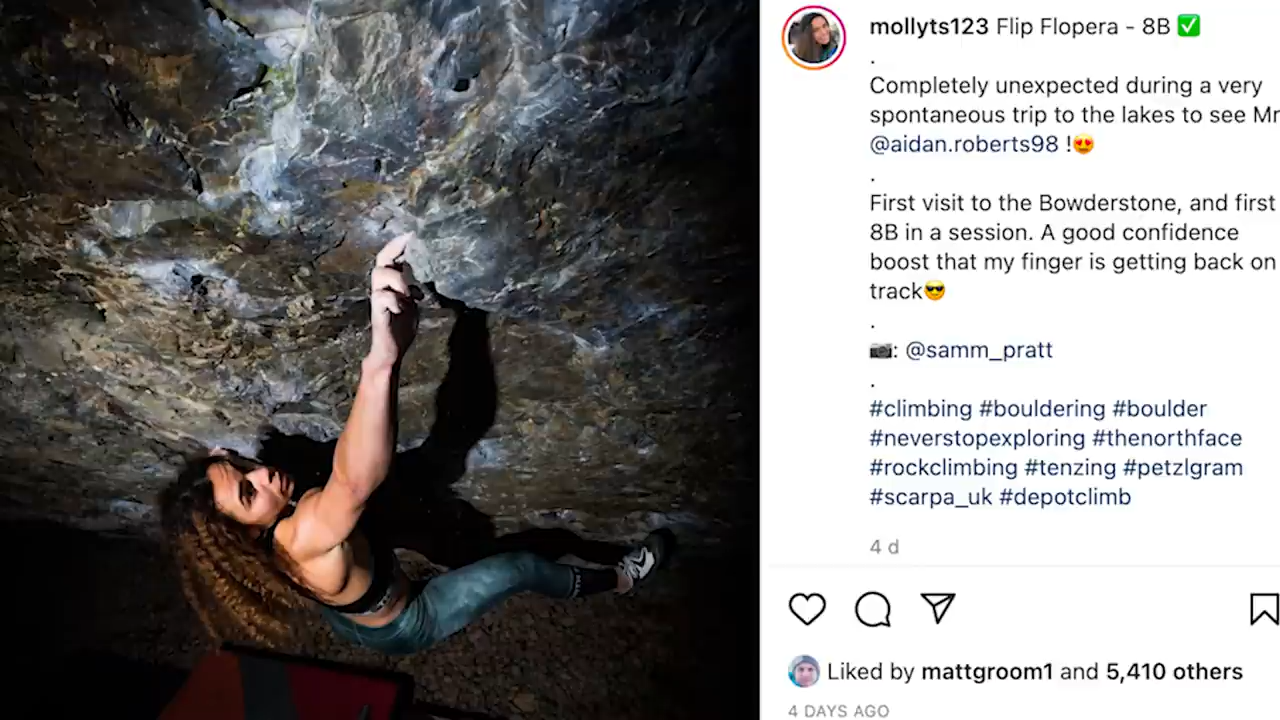 mollyts123 Flip Flopera - 8B ✅
.
Completely unexpected during a very
spontaneous trip to the lakes to see Mr
@aidan.roberts98 !😍
.
First visit to the Bowderstone, and first
8B in a session. A good confidence
boost that my finger is getting back on
track😎
.
📷: @samm_pratt
.
#climbing #bouldering #boulder
#neverstopexploring #thenorthface
#rockclimbing #tenzing #petzlgram
#scarpa_uk #depotclimb
4 d
Liked by mattgroom1 and 5,410 others
4 DAYS AGO